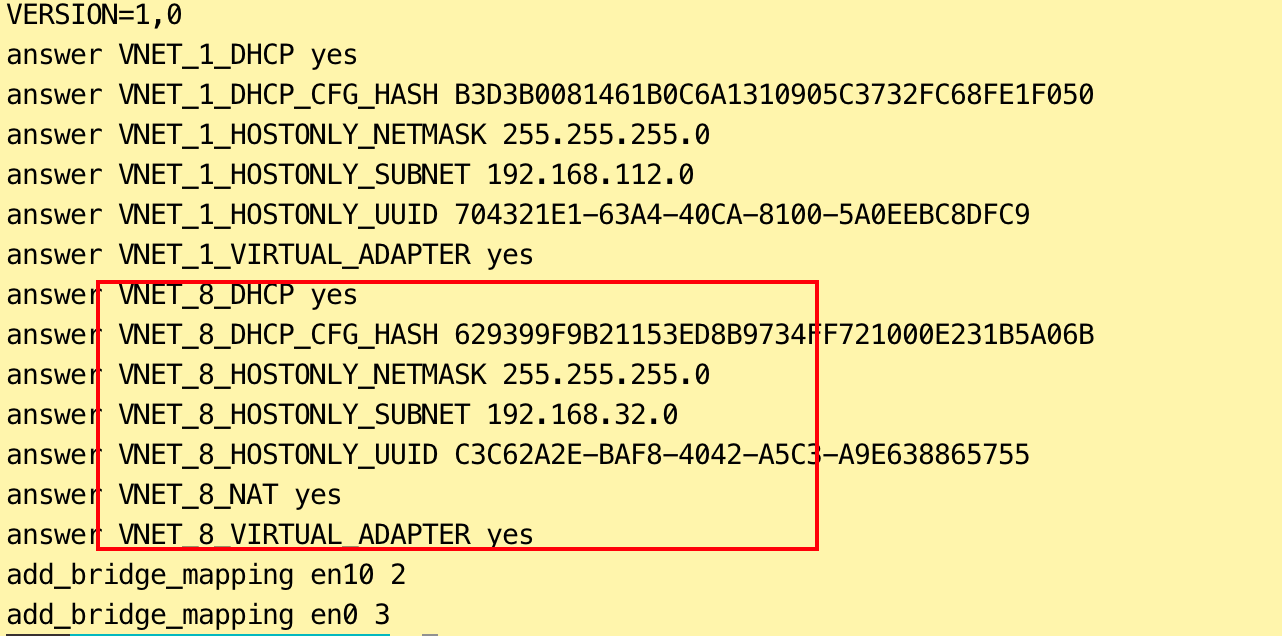 VERSION=1,0
answer VNET_1_DHCP yes
answer VNET_1_DHCP_CFG_HASH B3D3B0081461B0C6A1310905C3732FC68FE1F050
answer VNET_1_HOSTONLY_NETMASK 255.255.255.0
answer VNET_1_HOSTONLY_SUBNET 192.168.112.0
answer VNET_1_HOSTONLY_UUID 704321E1-63A4-40CA-8100-5A0EEBC8DFC9
answer VNET_1_VIRTUAL_ADAPTER yes
answer VNET_8_DHCP yes
answer VNET_8_DHCP_CFG_HASH 629399F9B21153ED8B9734FF721000E231B5A06B
answer VNET_8_HOSTONLY_NETMASK 255.255.255.0
answer VNET_8_HOSTONLY_SUBNET 192.168.32.0
answer VNET_8_HOSTONLY_UUID C3C62A2E-BAF8-4042-A5C3-A9E638865755
answer VNET_8_NAT yes
answer VNET_8_VIRTUAL_ADAPTER yes
add_bridge_mapping en10 2
add_bridge_mapping en0 3